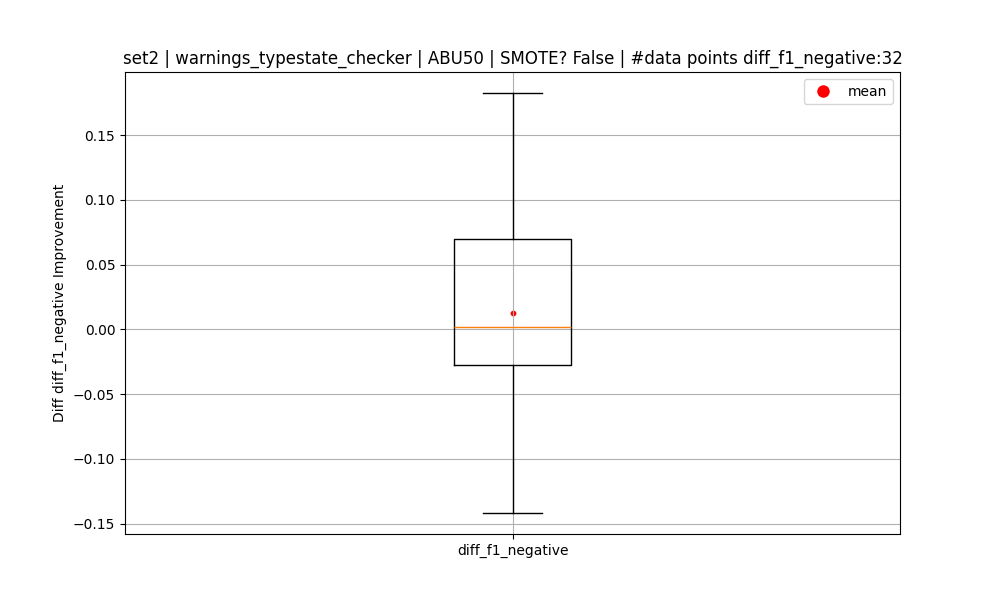 set2 | warnings_typestate_checker | ABU50 | SMOTE? False | #data points diff_f1_negative:32
mean
Diff diff_f1_negative Improvement
0.15
0.10
0.05
0.00
−0.05
−0.10
−0.15
diff_f1_negative